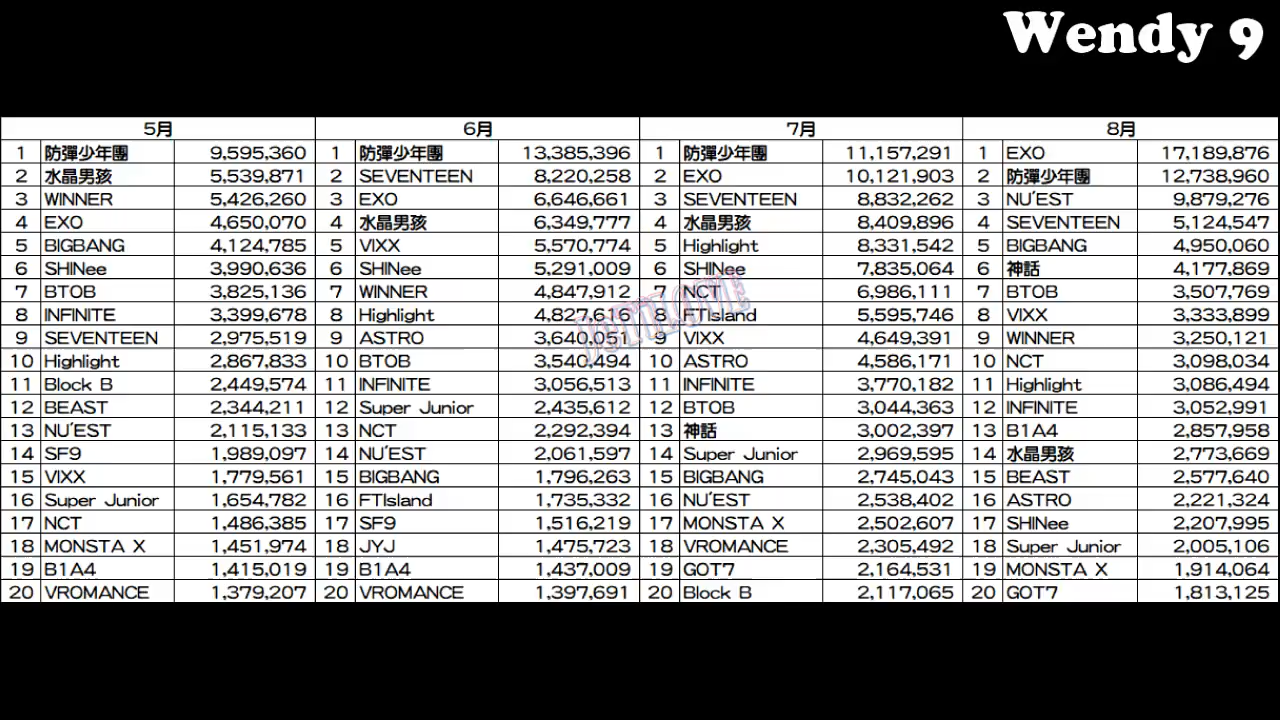 Wendy 9
5月 6月 7月 8月
1 防彈少年團 9,595,360 1 防彈少年團 13,385,396 1 防彈少年團 11,157,291 1 EXO 17,189,876
2 水晶男孩 5,539,871 2 SEVENTEEN 8,220,258 2 EXO 10,121,903 2 防彈少年團 12,738,960
3 WINNER 5,426,260 3 EXO 6,646,661 3 SEVENTEEN 8,832,262 3 NU'EST 9,879,276
4 EXO 4,650,070 4 水晶男孩 6,349,777 4 水晶男孩 8,409,896 4 SEVENTEEN 5,124,547
5 BIGBANG 4,124,785 5 VIXX 5,570,774 5 Highlight 8,331,542 5 BIGBANG 4,950,060
6 SHINee 3,990,636 6 SHINee 5,291,009 6 SHINee 7,835,064 6 神話 4,177,869
7 BTOB 3,825,136 7 WINNER 4,847,912 7 NCT 6,986,111 7 BTOB 3,507,769
8 INFINITE 3,399,678 8 Highlight 4,827,616 8 FTIsland 5,595,746 8 VIXX 3,333,899
9 SEVENTEEN 2,975,519 9 ASTRO 3,640,051 9 VIXX 4,649,391 9 WINNER 3,250,121
10 Highlight 2,867,833 10 BTOB 3,540,494 10 ASTRO 4,586,171 10 NCT 3,098,034
11 Block B 2,449,574 11 INFINITE 3,056,513 11 INFINITE 3,770,182 11 Highlight 3,086,494
12 BEAST 2,344,211 12 Super Junior 2,435,612 12 BTOB 3,044,363 12 INFINITE 3,052,991
13 NU'EST 2,115,133 13 NCT 2,292,394 13 神話 3,002,397 13 B1A4 2,857,958
14 SF9 1,989,097 14 NU'EST 2,061,597 14 Super Junior 2,969,595 14 水晶男孩 2,773,669
15 VIXX 1,779,561 15 BIGBANG 1,796,263 15 BIGBANG 2,745,043 15 BEAST 2,577,640
16 Super Junior 1,654,782 16 FTIsland 1,735,332 16 NU'EST 2,538,402 16 ASTRO 2,221,324
17 NCT 1,486,385 17 SF9 1,516,219 17 MONSTA X 2,502,607 17 SHINee 2,207,995
18 MONSTA X 1,451,974 18 JYJ 1,475,723 18 VROMANCE 2,305,492 18 Super Junior 2,005,106
19 B1A4 1,415,019 19 B1A4 1,437,009 19 GOT7 2,164,531 19 MONSTA X 1,914,064
20 VROMANCE 1,379,207 20 VROMANCE 1,397,691 20 Block B 2,117,065 20 GOT7 1,813,125